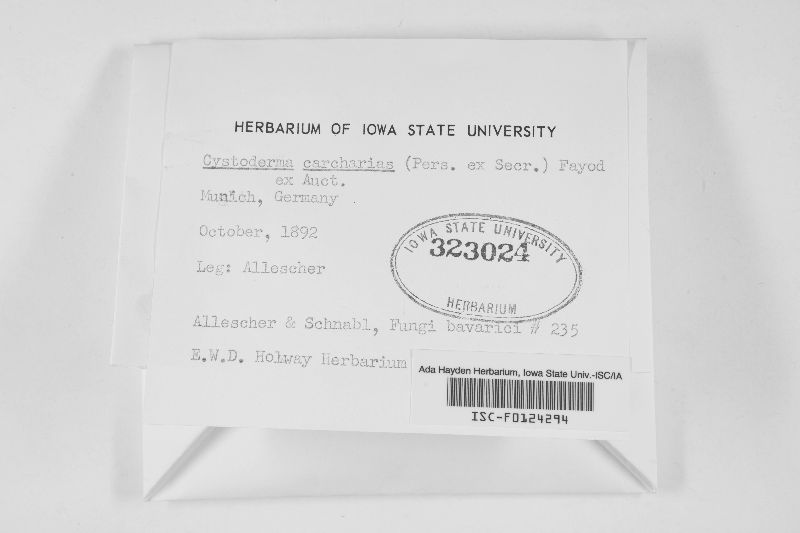 HERBARIUM OF IOWA STATE UNIVERSITY
Cystoderma carcharias (Pers. ex Secr.) Fayod
ex Auct.
Munich, Germany .
October, 1892
Leg: Allescher
IOWA STATE UNIVERSITY
323024
HERBARIUM
Allescher & Schnabl, Fungi bavarici # 235
E.W.D. Holway Herbarium
Ada Hayden Herbarium, Iowa State Univ.-ISC/IA
ISC-F0124294